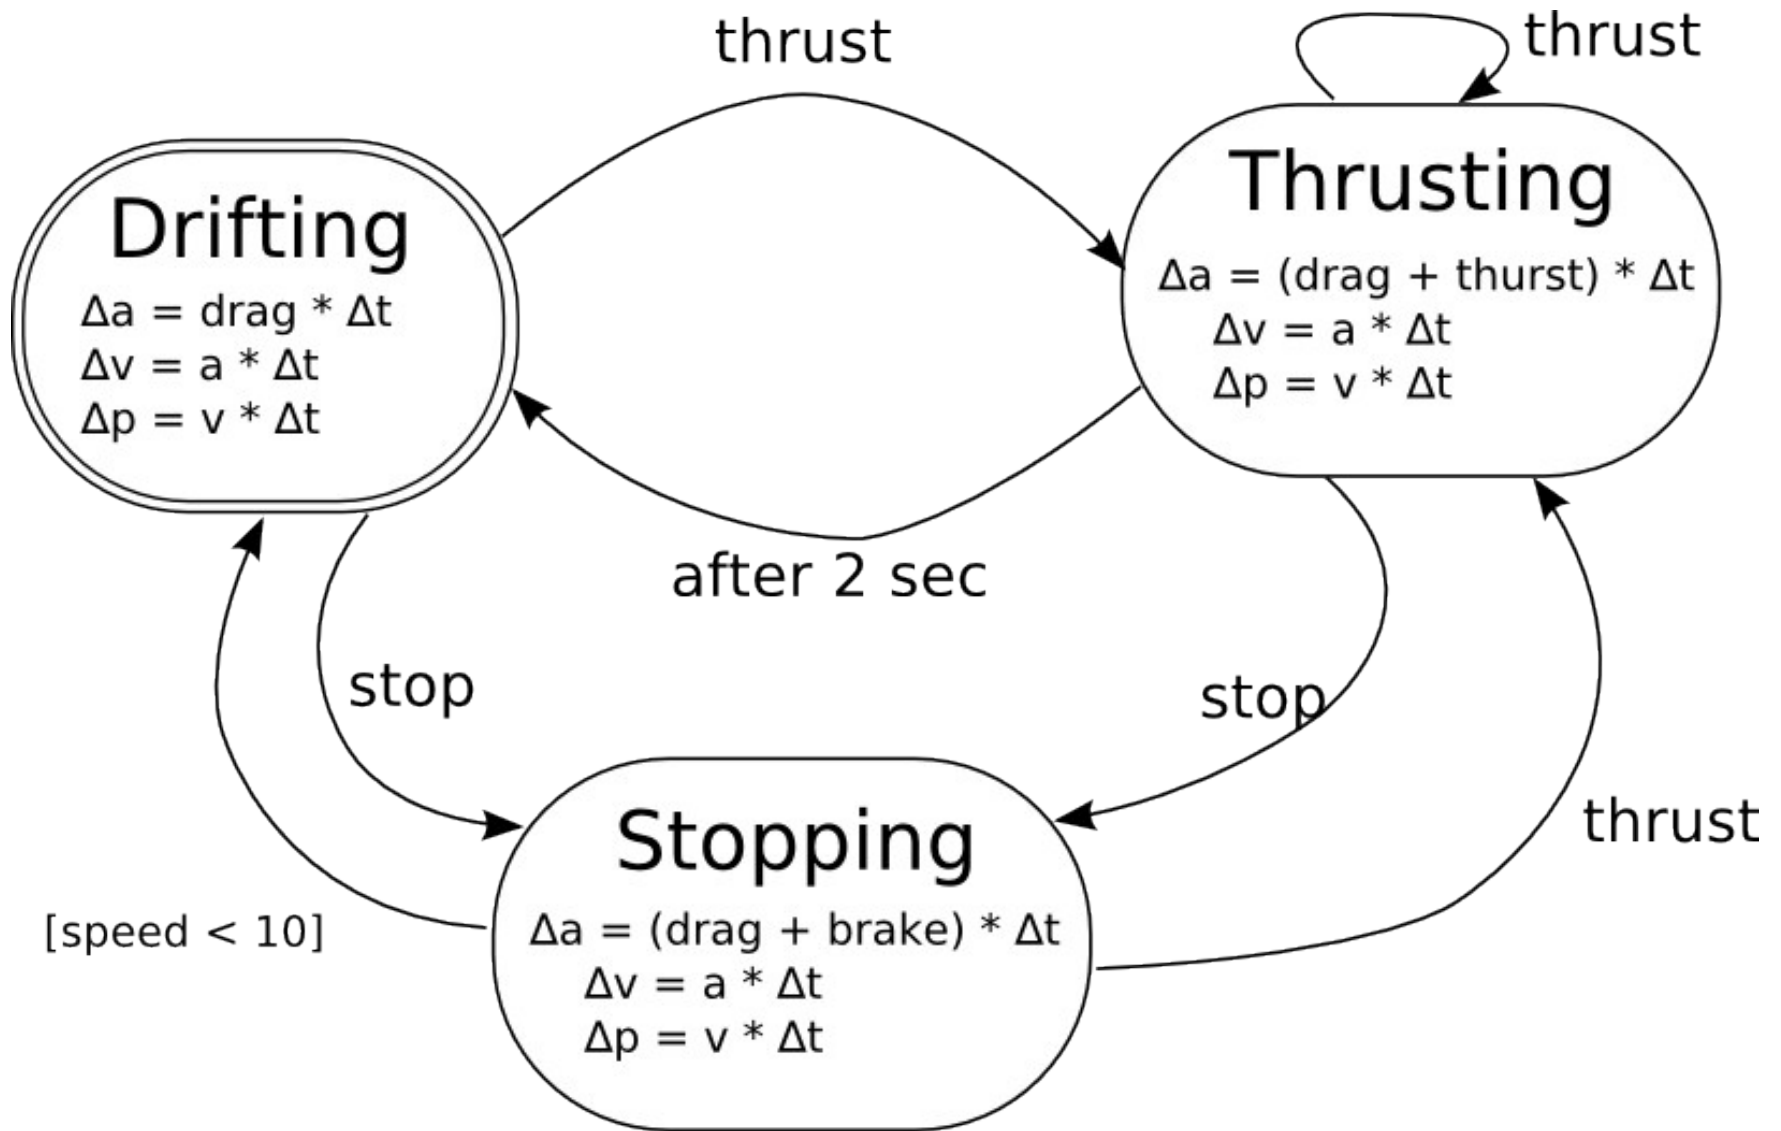 thrust
thrust
Drifting
Δa = drag * Δt
Δv = a * Δt
Δp = v * Δt
Thrusting
Δa = (drag + thurst) * Δt
Δv = a * Δt
Δp = v * Δt
after 2 sec
stop
stop
[speed < 10]
Stopping
Δa = (drag + brake) * Δt
Δv = a * Δt
Δp = v * Δt
thrust